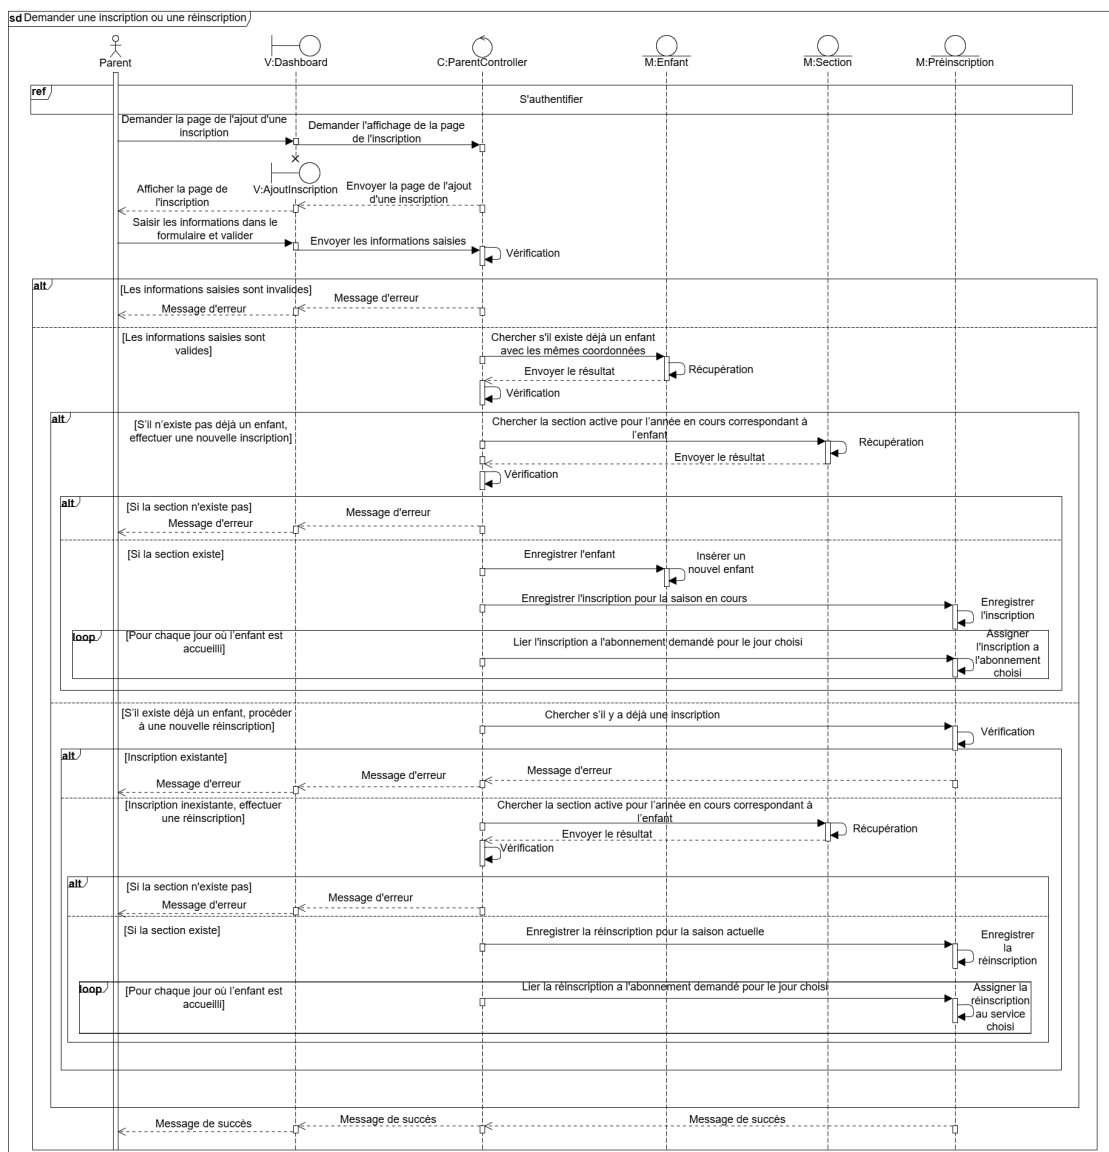 sd Demander une inscription ou une réinscription
Parent
V:Dashboard
C:ParentController
M:Enfant
M:Section
M:Préinscription
ref
S'authentifier
Demander la page de l'ajout d'une
inscription
Demander l'affichage de la page
de l'inscription
V:AjoutInscription
Envoyer la page de l'ajout
d'une inscription
Afficher la page de
l'inscription
Saisir les informations dans le
formulaire et valider
Envoyer les informations saisies
Vérification
alt
[Les informations saisies sont invalides]
Message d'erreur
Message d'erreur
[Les informations saisies sont
valides]
Chercher s'il existe déjà un enfant
avec les mêmes coordonnées
Envoyer le résultat
Récupération
Vérification
alt
[S'il n'existe pas déjà un enfant,
effectuer une nouvelle inscription]
Chercher la section active pour l'année en cours correspondant à
l'enfant
Récupération
Envoyer le résultat
Vérification
alt
[Si la section n'existe pas]
Message d'erreur
Message d'erreur
[Si la section existe]
Enregistrer l'enfant
Insérer un
nouvel enfant
Enregistrer l'inscription pour la saison en cours
Enregistrer
l'inscription
loop
[Pour chaque jour où l'enfant est
accueilli]
Lier l'inscription a l'abonnement demandé pour le jour choisi
Assigner
l'inscription a
l'abonnement
choisi
[S'il existe déjà un enfant, procéder
à une nouvelle réinscription]
Chercher s'il y a déjà une inscription
Vérification
alt
[Inscription existante]
Message d'erreur
Message d'erreur
Message d'erreur
[Inscription inexistante, effectuer
une réinscription]
Chercher la section active pour l'année en cours correspondant à
l'enfant
Envoyer le résultat
Récupération
Vérification
alt
[Si la section n'existe pas]
Message d'erreur
Message d'erreur
[Si la section existe]
Enregistrer la réinscription pour la saison actuelle
Enregistrer
la
réinscription
loop
[Pour chaque jour où l'enfant est
accueilli]
Lier la réinscription a l'abonnement demandé pour le jour choisi
Assigner la
réinscription
au service
choisi
Message de succès
Message de succès
Message de succès